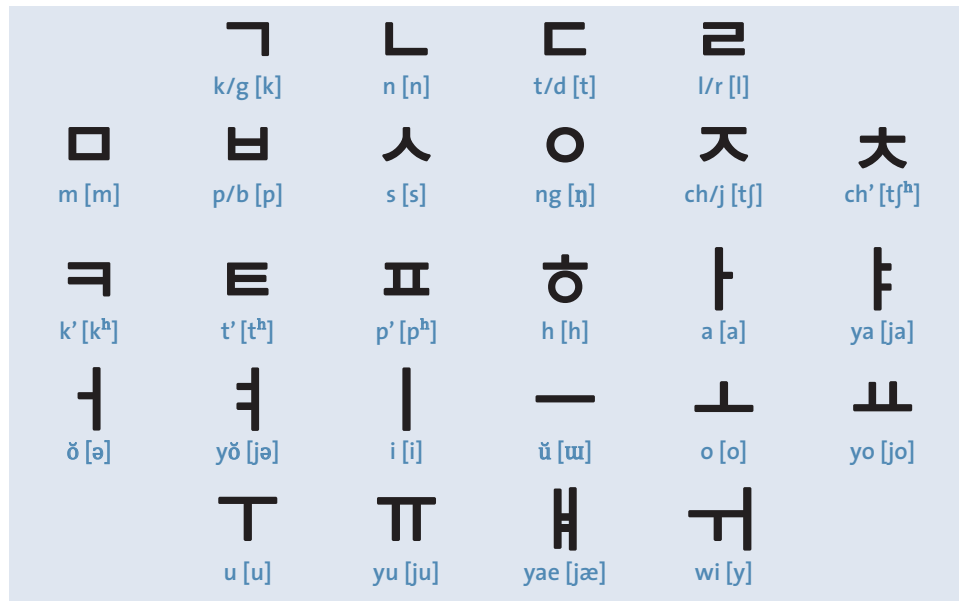 ㄱ ㄴ ㄷ ㄹ
k/g [k] n [n] t/d [t] l/r [l]
ㅁ ㅂ ㅅ ㅇ ㅈ ㅊ
m [m] p/b [p] s [s] ng [ŋ] ch/j [tʃ] ch’ [tʃʰ]
ㅋ ㅌ ㅍ ㅎ ㅏ ㅑ
k’ [kʰ] t’ [tʰ] p’ [pʰ] h [h] a [a] ya [ja]
ㅓ ㅕ ㅣ ㅡ ㅗ ㅛ
ŏ [ə] yŏ [jə] i [i] ŭ [ɯ] o [o] yo [jo]
ㅜ ㅠ ㅒ ㅝ
u [u] yu [ju] yae [jæ] wi [y]